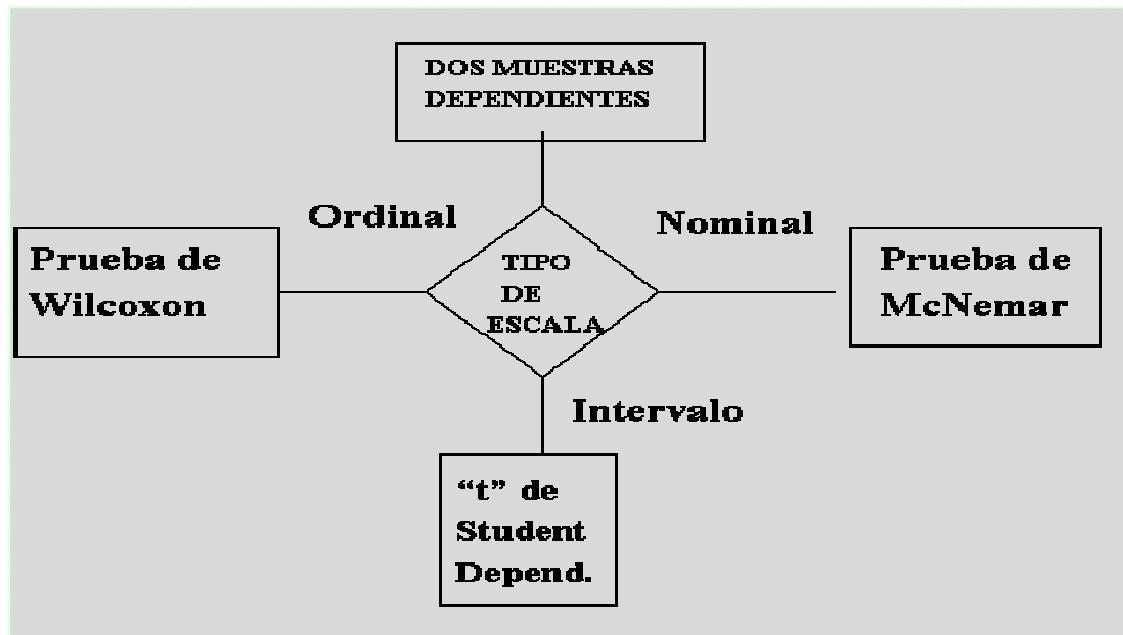 DOS MUESTRAS
DEPENDIENTES
Ordinal
Nominal
Prueba de
Wilcoxon
TIPO
DE
ESCALA
Prueba de
McNemar
Intervalo
“t” de
Student
Depend.